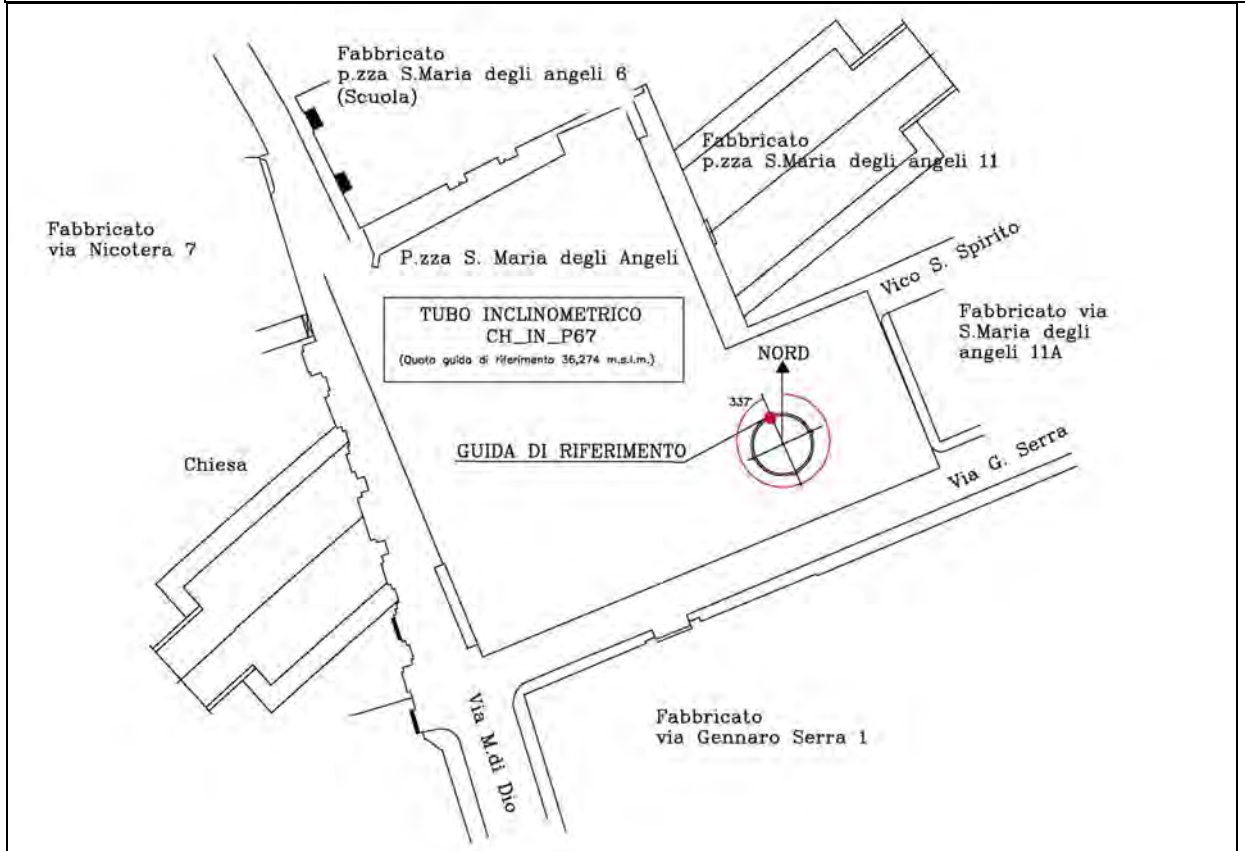 Fabbricato
p.zza S.Maria degli angeli 6
(Scuola)
Fabbricato
p.zza S.Maria degli angeli 11
Fabbricato
via Nicotera 7
P.zza S. Maria degli Angeli
Vico S. Spirito
TUBO INCLINOMETRICO
CH_IN_P67
(Quota guida di riferimento 36,274 m.s.l.m.)
Fabbricato via
S.Maria degli
angeli 11A
NORD
337°
GUIDA DI RIFERIMENTO
Chiesa
Via G. Serra
Via M.di Dio
Fabbricato
via Gennaro Serra 1